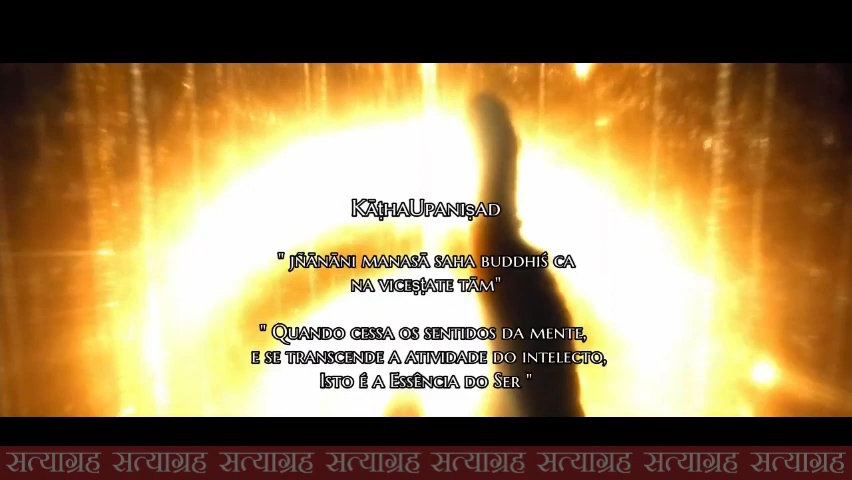 KāṭhaUpaniṣad
" jñānāni manasā saha buddhiś ca
na viceṣṭate tām"
" Quando cessa os sentidos da mente,
e se transcende a atividade do intelecto,
Isto é a Essência do Ser "
सत्याग्रह सत्याग्रह सत्याग्रह सत्याग्रह सत्याग्रह सत्याग्रह सत्याग्रह सत्याग्रह